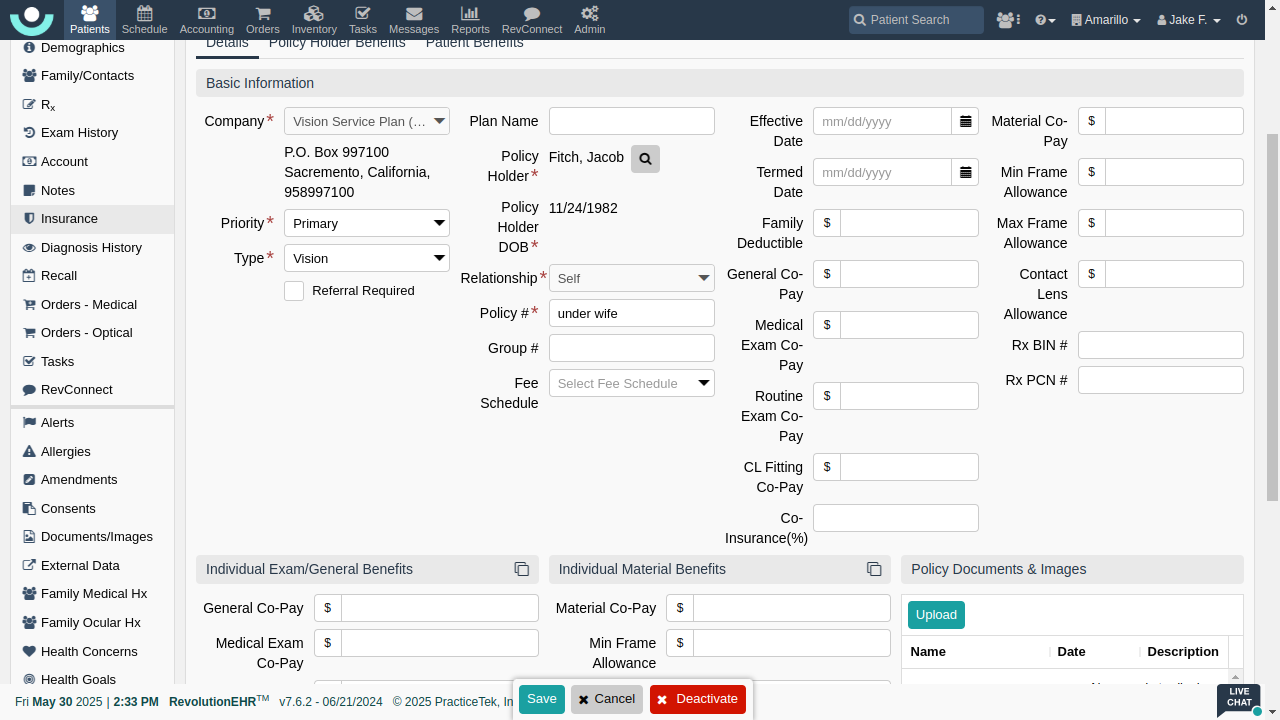 Patients
Schedule
Accounting
Orders
Inventory
Tasks
Messages
Reports
RevConnect
Admin
Patient Search
Amarillo
Jake F.
Demographics
Family/Contacts
Rx
Exam History
Account
Notes
Insurance
Diagnosis History
Recall
Orders - Medical
Orders - Optical
Tasks
RevConnect
Alerts
Allergies
Amendments
Consents
Documents/Images
External Data
Family Medical Hx
Family Ocular Hx
Health Concerns
Health Goals
Details
Policy Holder Benefits
Patient Benefits
Basic Information
Company*
Vision Service Plan (...
P.O. Box 997100
Sacremento, California,
958997100
Priority*
Primary
Type*
Vision
Referral Required
Plan Name
Policy
Holder*
Fitch, Jacob
Policy
Holder
DOB*
11/24/1982
Relationship*
Self
Policy #*
under wife
Group #
Fee
Schedule
Select Fee Schedule
Effective
Date
mm/dd/yyyy
Termed
Date
mm/dd/yyyy
Family
Deductible
$
General Co-
Pay
$
Medical
Exam Co-
Pay
$
Routine
Exam Co-
Pay
$
CL Fitting
Co-Pay
$
Co-
Insurance(%)
Material Co-
Pay
$
Min Frame
Allowance
$
Max Frame
Allowance
$
Contact
Lens
Allowance
$
Rx BIN #
Rx PCN #
Individual Exam/General Benefits
General Co-Pay
$
Medical Exam
Co-Pay
$
Individual Material Benefits
Material Co-Pay
$
Min Frame
Allowance
$
Policy Documents & Images
Upload
Name
Date
Description
Fri May 30 2025 | 2:33 PM RevolutionEHR™ v7.6.2 - 06/21/2024 © 2025 PracticeTek, In
Save
Cancel
Deactivate
LIVE
CHAT